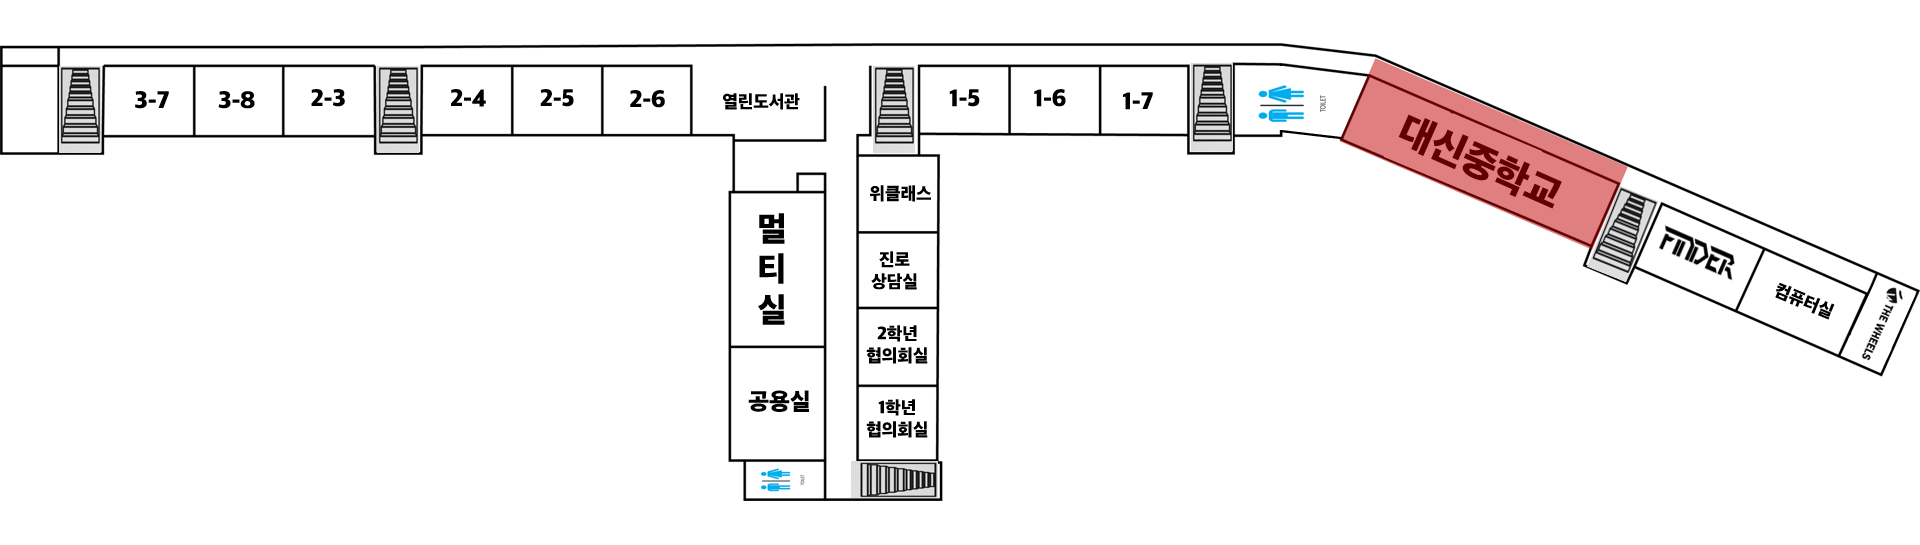 3-7
3-8
2-3
2-4
2-5
2-6
열린도서관
1-5
1-6
1-7
TOILET
대신중학교
FINDER
컴퓨터실
THE WHEELS
위클래스
진로
상담실
2학년
협의회실
1학년
협의회실
멀
티
실
공용실
TOILET